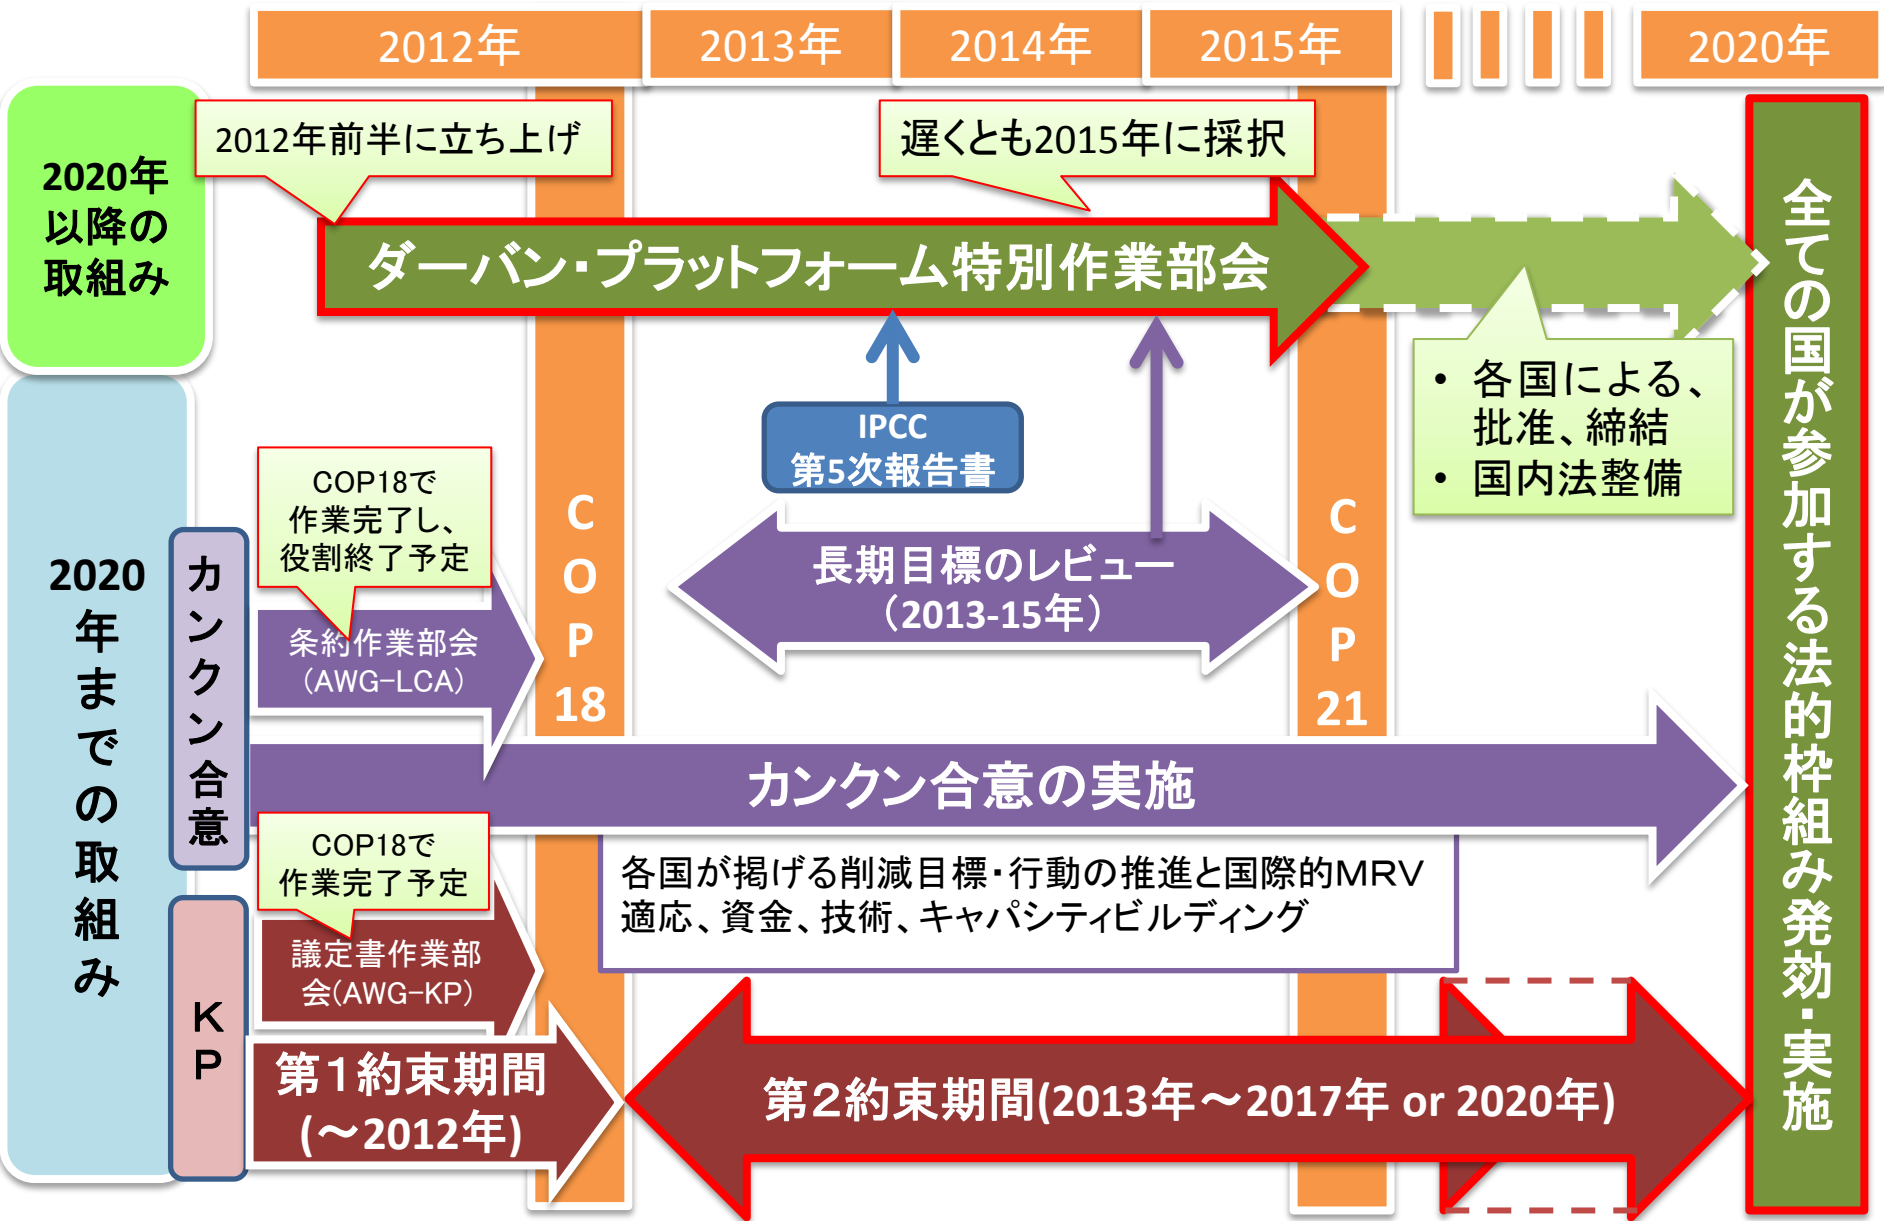 2012年
2013年
2014年
2015年
2020年
2020年
以降の
取組み
2012年前半に立ち上げ
遅くとも2015年に採択
ダーバン・プラットフォーム特別作業部会
IPCC
第5次報告書
• 各国による、
批准、締結
• 国内法整備
全ての国が参加する法的枠組み発効・実施
2020
年
ま
で
の
取
組
み
カンクン合意
COP18で
作業完了し、
役割終了予定
条約作業部会
(AWG-LCA)
C
O
P
18
長期目標のレビュー
(2013-15年)
C
O
P
21
カンクン合意の実施
COP18で
作業完了予定
各国が掲げる削減目標・行動の推進と国際的MRV
適応、資金、技術、キャパシティビルディング
K
P
議定書作業部
会(AWG-KP)
第1約束期間
(～2012年)
第2約束期間(2013年～2017年 or 2020年)